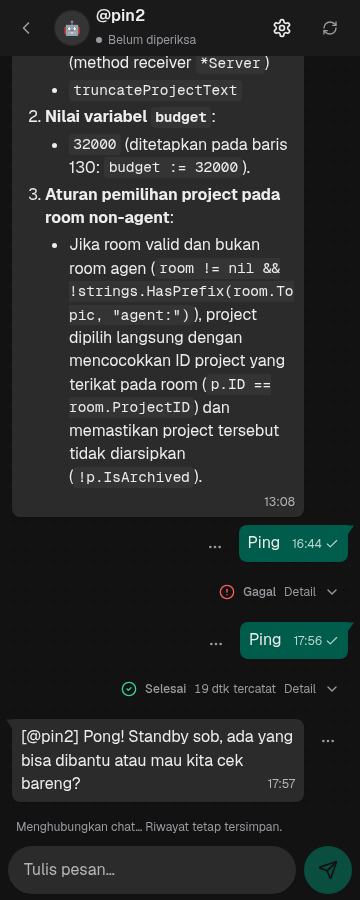 @pin2
Belum diperiksa
(method receiver *Server)
• truncateProjectText
2. Nilai variabel budget:
• 32000 (ditetapkan pada baris
130: budget := 32000).
3. Aturan pemilihan project pada
room non-agent:
• Jika room valid dan bukan
room agen (room != nil &&
!strings.HasPrefix(room.To
pic, "agent:")), project
dipilih langsung dengan
mencocokkan ID project yang
terikat pada room (p.ID ==
room.ProjectID) dan
memastikan project tersebut
tidak diarsipkan
(!p.IsArchived).
13:08
Ping 16:44
Gagal Detail
Ping 17:56
Selesai 19 dtk tercatat Detail
[@pin2] Pong! Standby sob, ada yang
bisa dibantu atau mau kita cek
bareng? 17:57
Menghubungkan chat… Riwayat tetap tersimpan.
Tulis pesan…